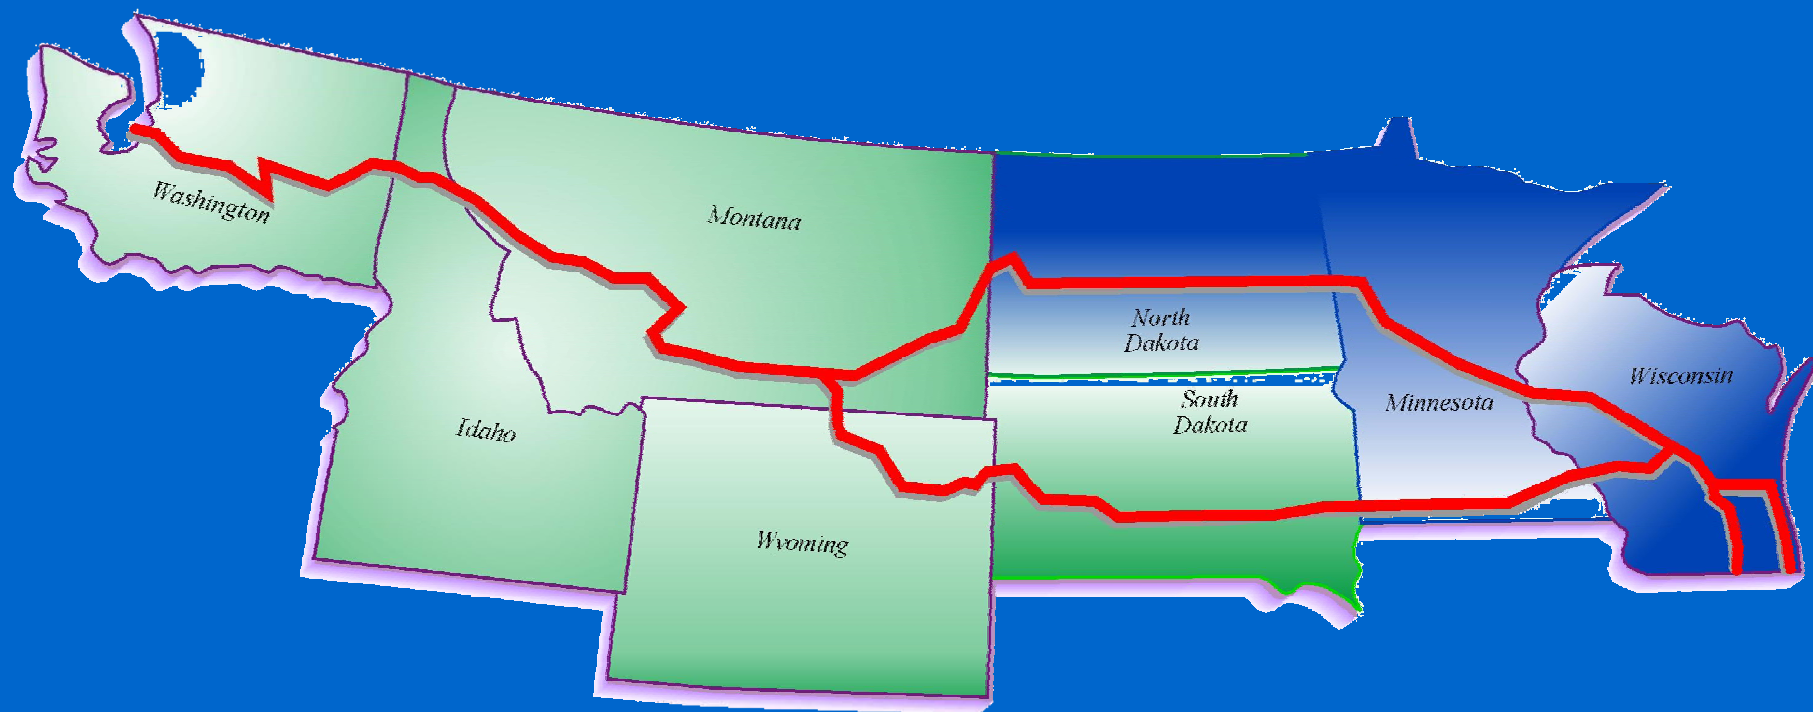 Washington
Montana
North
Dakota
South
Dakota
Minnesota
Wisconsin
Idaho
Wyoming